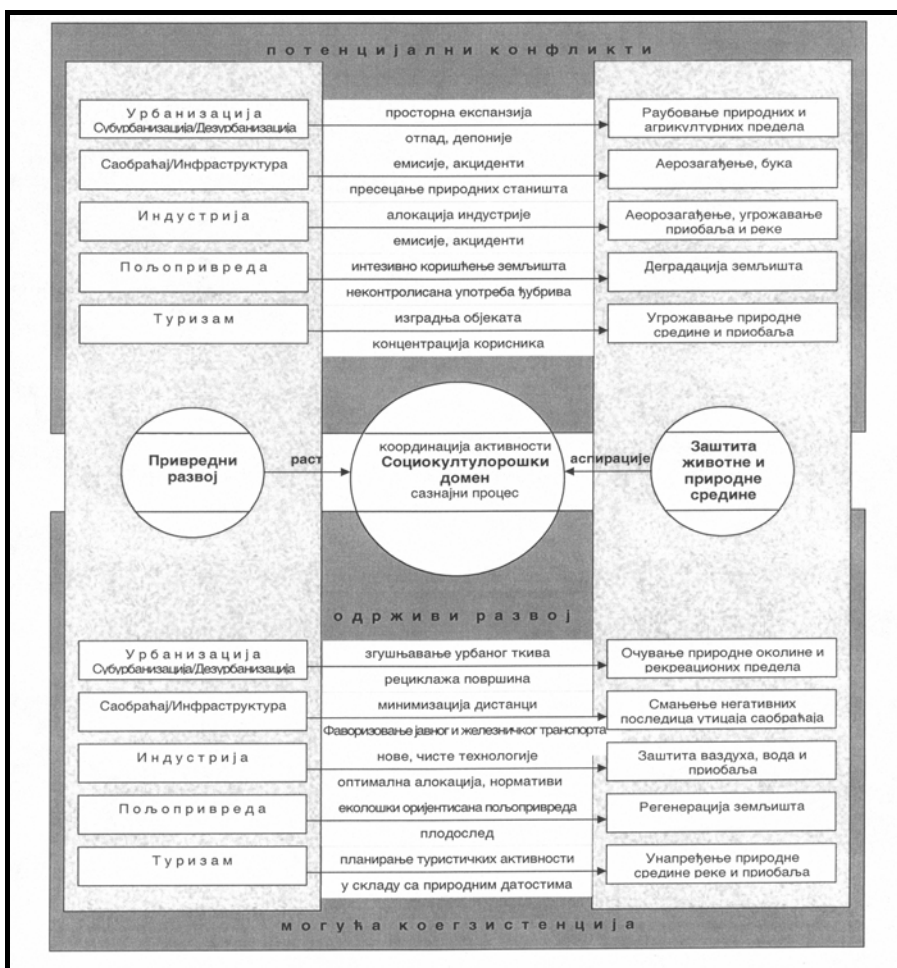 потенцијални конфликти
Урбанизација
Субурбанизација/Дезурбанизација
просторна експанзија
отпад, депоније
Раубовање природних и
агрикултурних предела
Саобраћај/Инфраструктура
емисије, акциденти
пресецање природних станишта
Аерозагађење, бука
Индустрија
алокација индустрије
емисије, акциденти
Аеорозагађење, угрожавање
приобаља и реке
Пољопривреда
интезивно коришћење земљишта
неконтролисана употреба ђубрива
Деградација земљишта
Туризам
изградња објеката
концентрација корисника
Угрожавање природне
средине и приобаља
Привредни
развој
раст
координација активности
Социокултулорошки
домен
сазнајни процес
аспирације
Заштита
животне и
природне
средине
одрживи развој
Урбанизација
Субурбанизација/Дезурбанизација
згушњавање урбаног ткива
рециклажа површина
Очување природне околине и
рекреационих предела
Саобраћај/Инфраструктура
минимизација дистанци
Фаворизовање јавног и железничког транспорта
Смањење негативних
последица утицаја саобраћаја
Индустрија
нове, чисте технологије
оптимална алокација, нормативи
Заштита ваздуха, вода и
приобаља
Пољопривреда
еколошки оријентисана пољопривреда
плодослед
Регенерација земљишта
Туризам
планирање туристичких активности
у складу са природним датостима
Унапређење природне
средине реке и приобаља
могућа коегзистенција